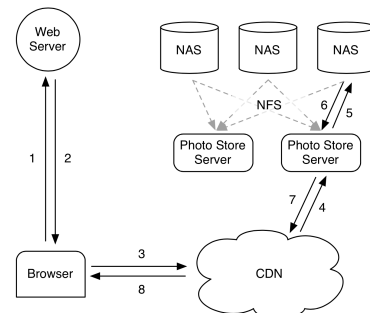 Web
Server
NAS
NAS
NAS
NFS
6
5
Photo Store
Server
Photo Store
Server
1
2
7
4
3
Browser
8
CDN